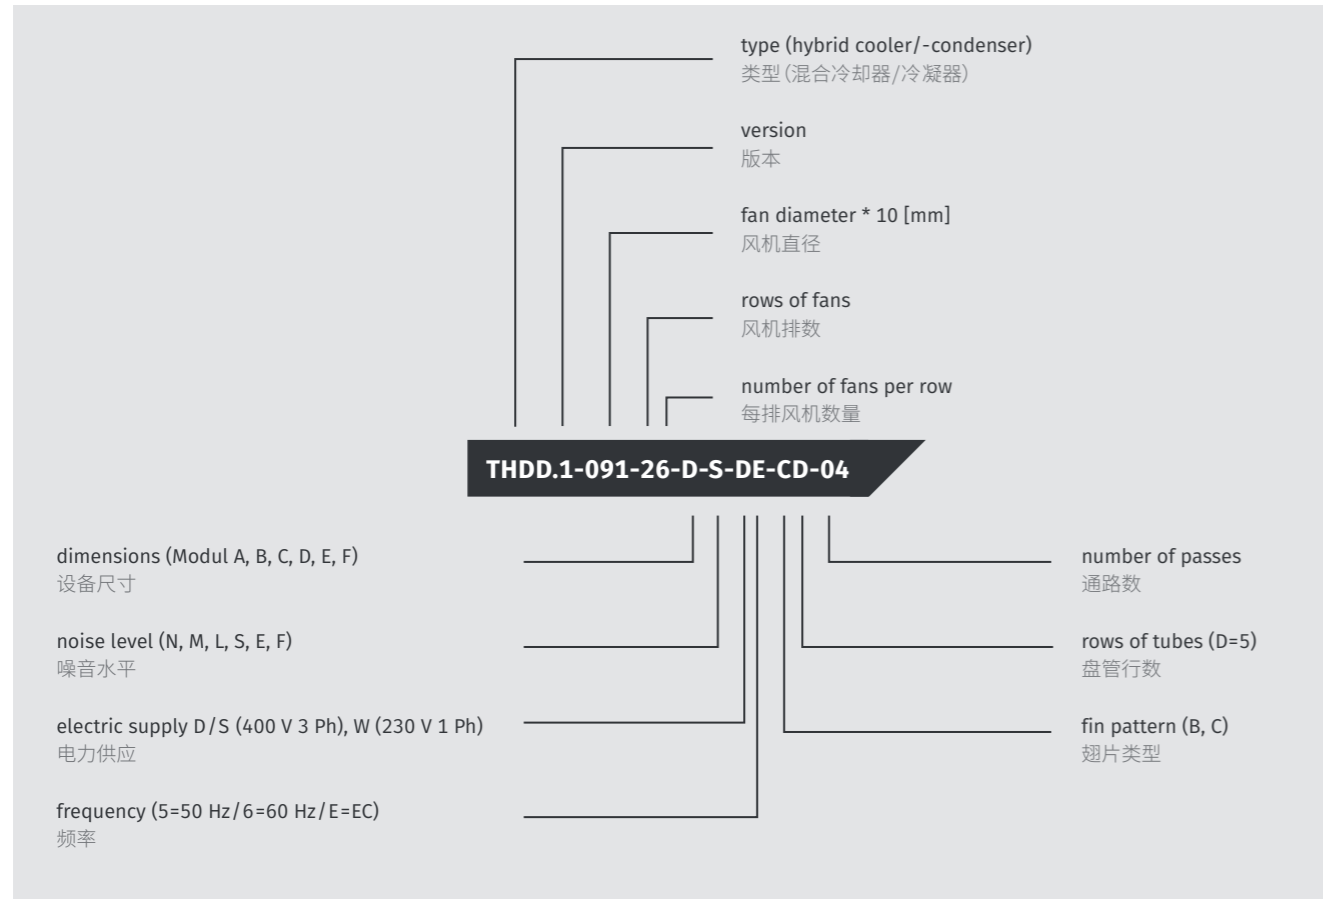 type (hybrid cooler/-condenser)
类型（混合冷却器/冷凝器）
version
版本
fan diameter * 10 [mm]
风机直径
rows of fans
风机排数
number of fans per row
每排风机数量
THDD.1-091-26-D-S-DE-CD-04
dimensions (Modul A, B, C, D, E, F)
设备尺寸
noise level (N, M, L, S, E, F)
噪音水平
electric supply D/S (400 V 3 Ph), W (230 V 1 Ph)
电力供应
frequency (5=50 Hz/6=60 Hz/E=EC)
频率
number of passes
通路数
rows of tubes (D=5)
盘管行数
fin pattern (B, C)
翅片类型